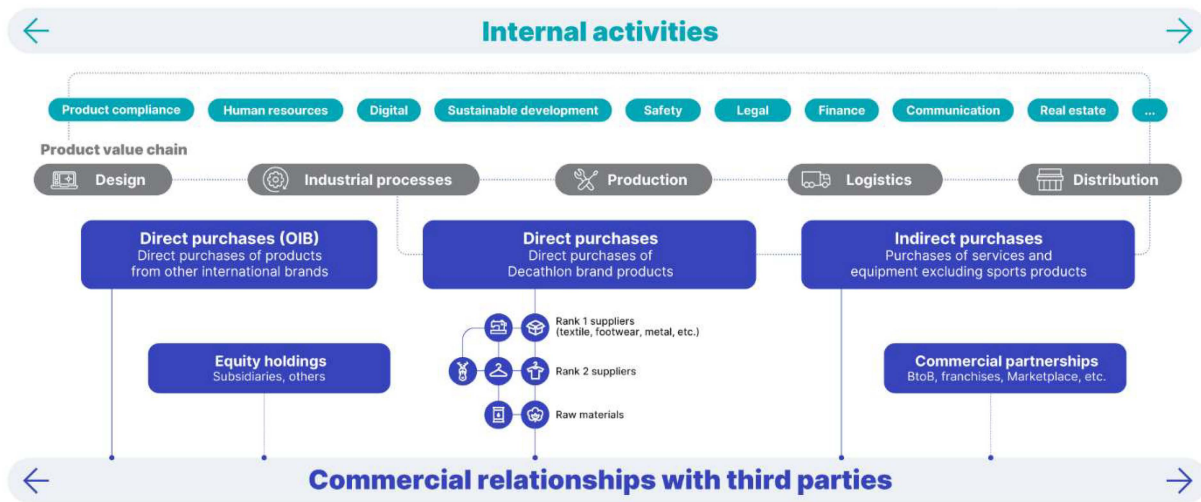 Internal activities
Product compliance
Human resources
Digital
Sustainable development
Safety
Legal
Finance
Communication
Real estate
...
Product value chain
Design
Industrial processes
Production
Logistics
Distribution
Direct purchases (OIB)
Direct purchases of products
from other international brands
Direct purchases
Direct purchases of
Decathlon brand products
Indirect purchases
Purchases of services and
equipment excluding sports products
Rank 1 suppliers
(textile, footwear, metal, etc.)
Equity holdings
Subsidiaries, others
Rank 2 suppliers
Commercial partnerships
BtoB, franchises, Marketplace, etc.
Raw materials
Commercial relationships with third parties